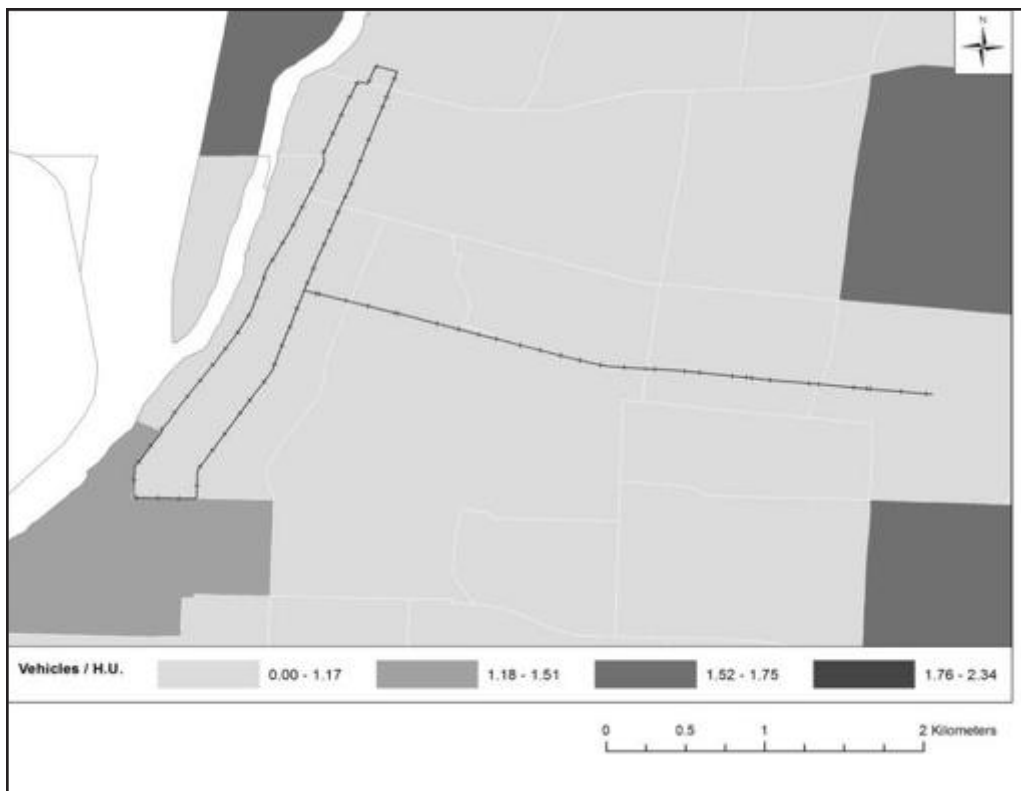 N
Vehicles / H.U.
0.00 - 1.17
1.18 - 1.51
1.52 - 1.75
1.76 - 2.34
0 0.5 1 2 Kilometers